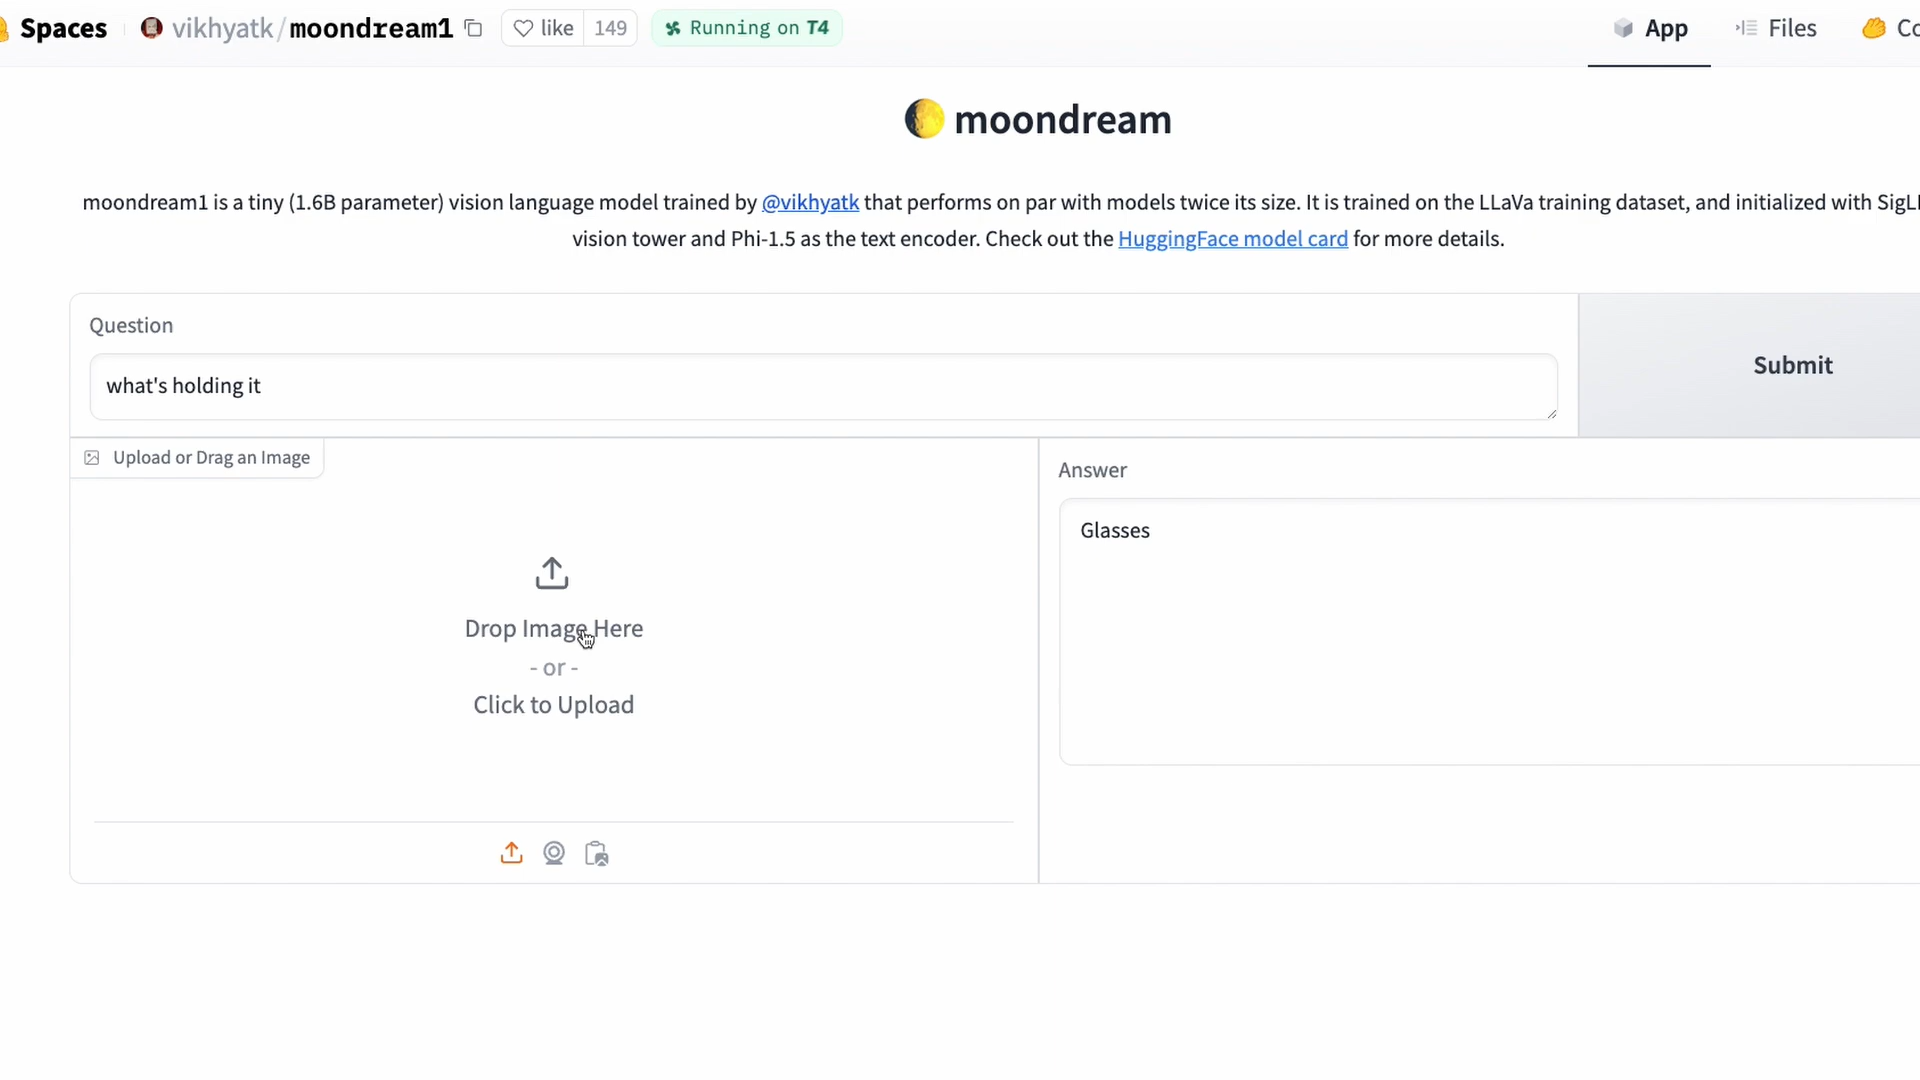 Spaces vikhyatk/moondream1 like 149 Running on T4 App Files
moondream
moondream1 is a tiny (1.6B parameter) vision language model trained by @vikhyatk that performs on par with models twice its size. It is trained on the LLaVa training dataset, and initialized with
vision tower and Phi-1.5 as the text encoder. Check out the HuggingFace model card for more details.
Question
what's holding it
Submit
Upload or Drag an Image
Answer
Glasses
Drop Image Here
- or -
Click to Upload